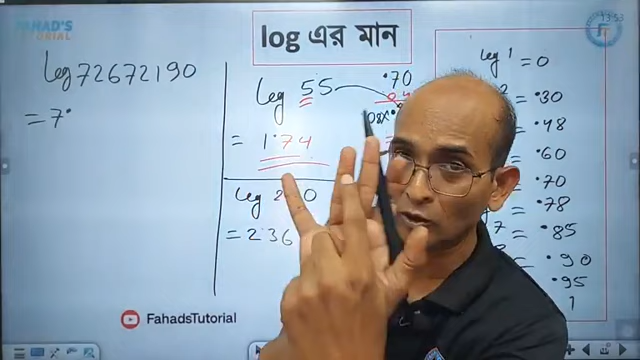 FAHAD'S
TUTORIAL
13:53
log এর মান
log 72672190
= 7.
log 55
.70
= 1.74
log
= 2.36
log 1 = 0
= .30
= .48
= .60
= .70
= .78
7 = .85
= .90
.95
1
FahadsTutorial